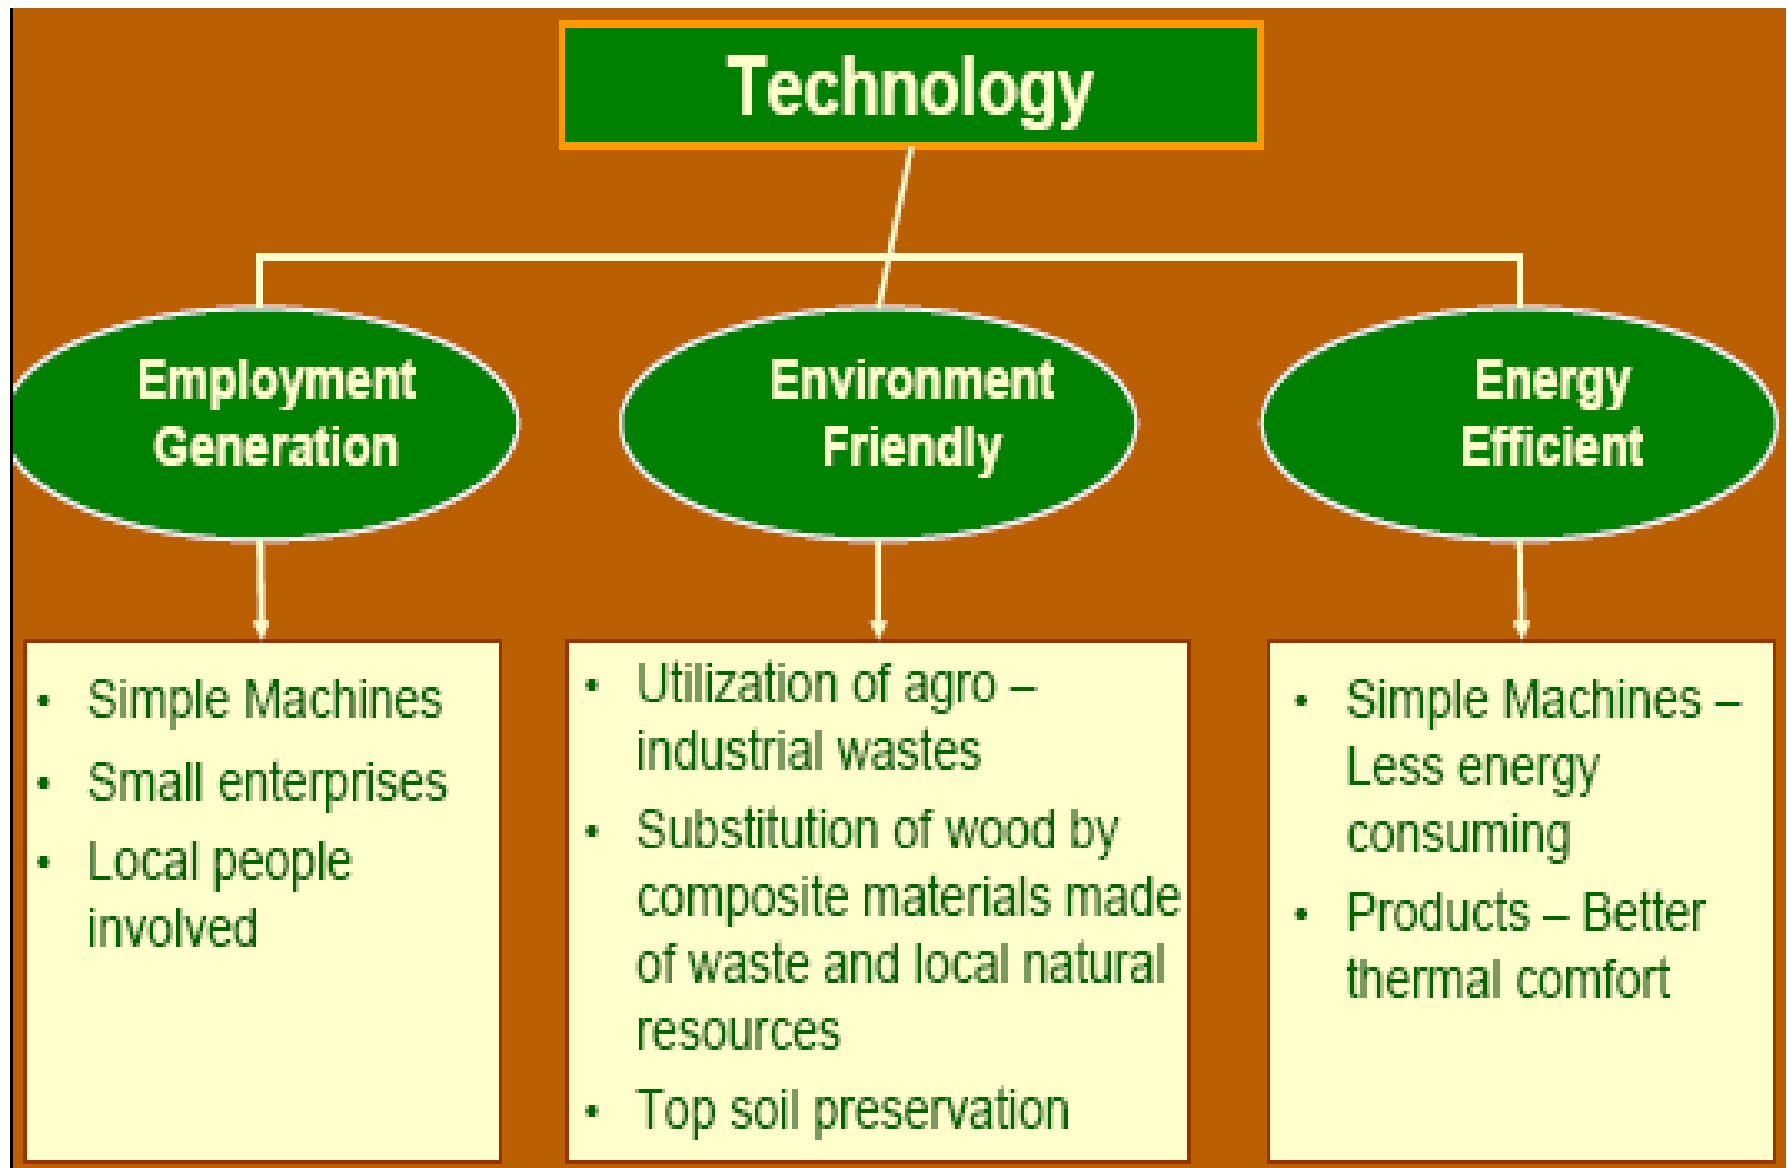 Technology
Employment
Generation
Environment
Friendly
Energy
Efficient
• Simple Machines
• Small enterprises
• Local people
involved
• Utilization of agro –
industrial wastes
• Substitution of wood by
composite materials made
of waste and local natural
resources
• Top soil preservation
• Simple Machines –
Less energy
consuming
• Products – Better
thermal comfort